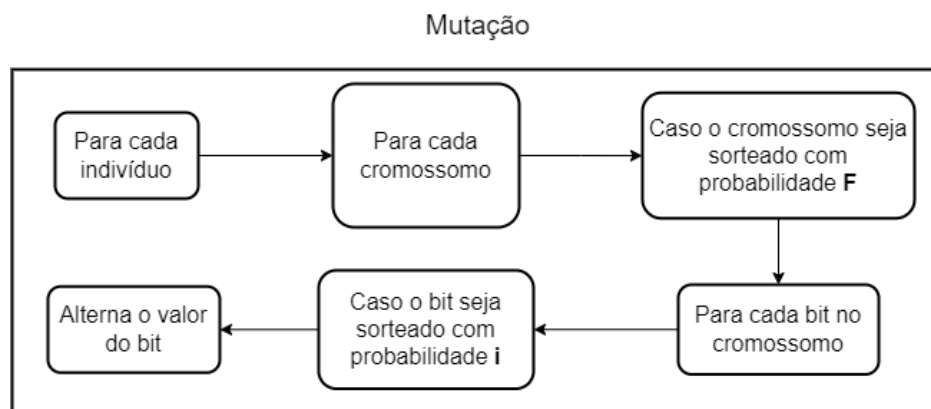 Mutação
Para cada
indivíduo
Para cada
cromossomo
Caso o cromossomo seja
sorteado com
probabilidade F
Para cada bit no
cromossomo
Caso o bit seja
sorteado com
probabilidade i
Alterna o valor
do bit